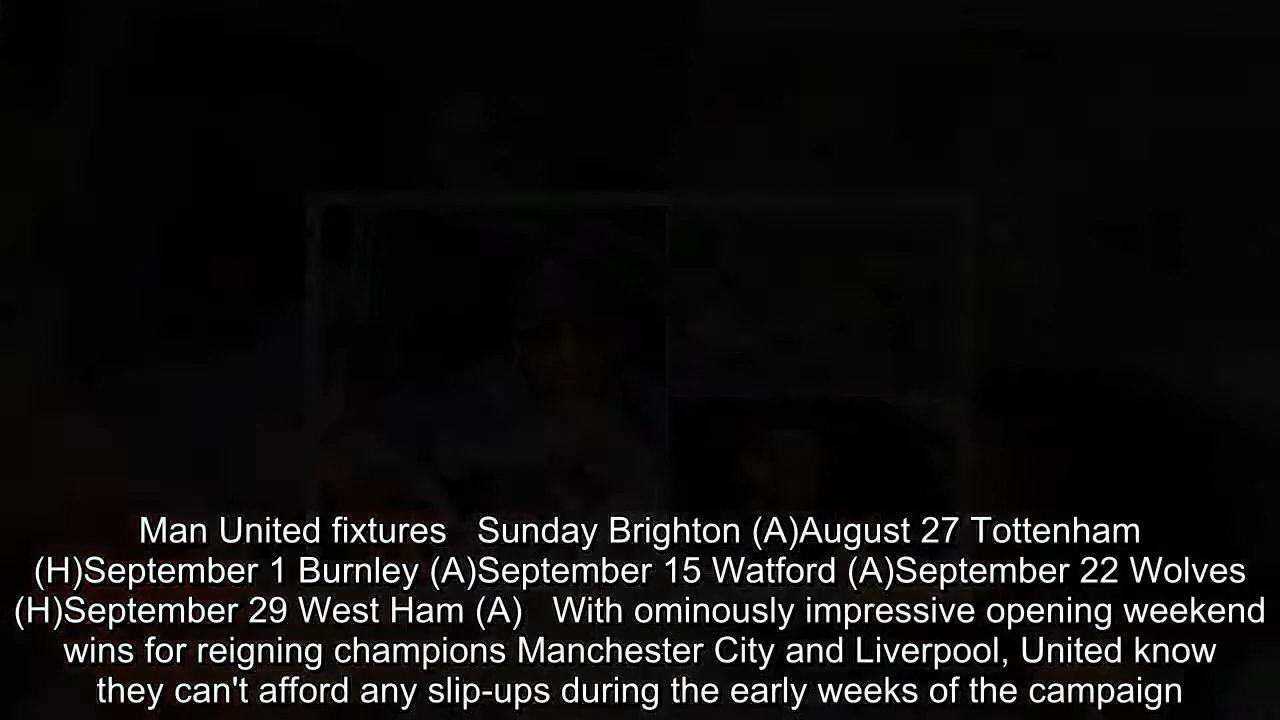 Man United fixtures   Sunday Brighton (A)August 27 Tottenham
(H)September 1 Burnley (A)September 15 Watford (A)September 22 Wolves
(H)September 29 West Ham (A)   With ominously impressive opening weekend
wins for reigning champions Manchester City and Liverpool, United know
they can't afford any slip-ups during the early weeks of the campaign